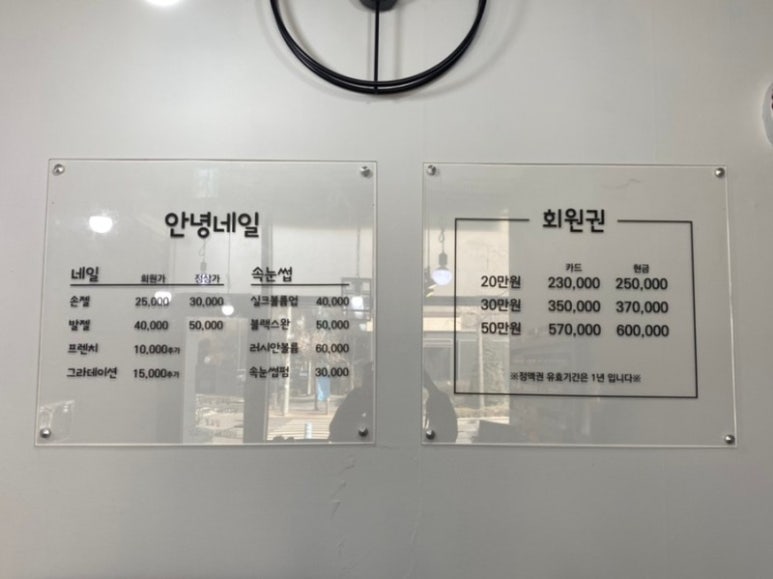 안녕네일
네일 회원가 정상가
손젤 25,000 30,000
발젤 40,000 50,000
프렌치 10,000추가
그라데이션 15,000추가
속눈썹
실크볼륨업 40,000
블랙스완 50,000
러시안볼륨 60,000
속눈썹펌 30,000
회원권
카드 현금
20만원 230,000 250,000
30만원 350,000 370,000
50만원 570,000 600,000
※정액권 유효기간은 1년 입니다※